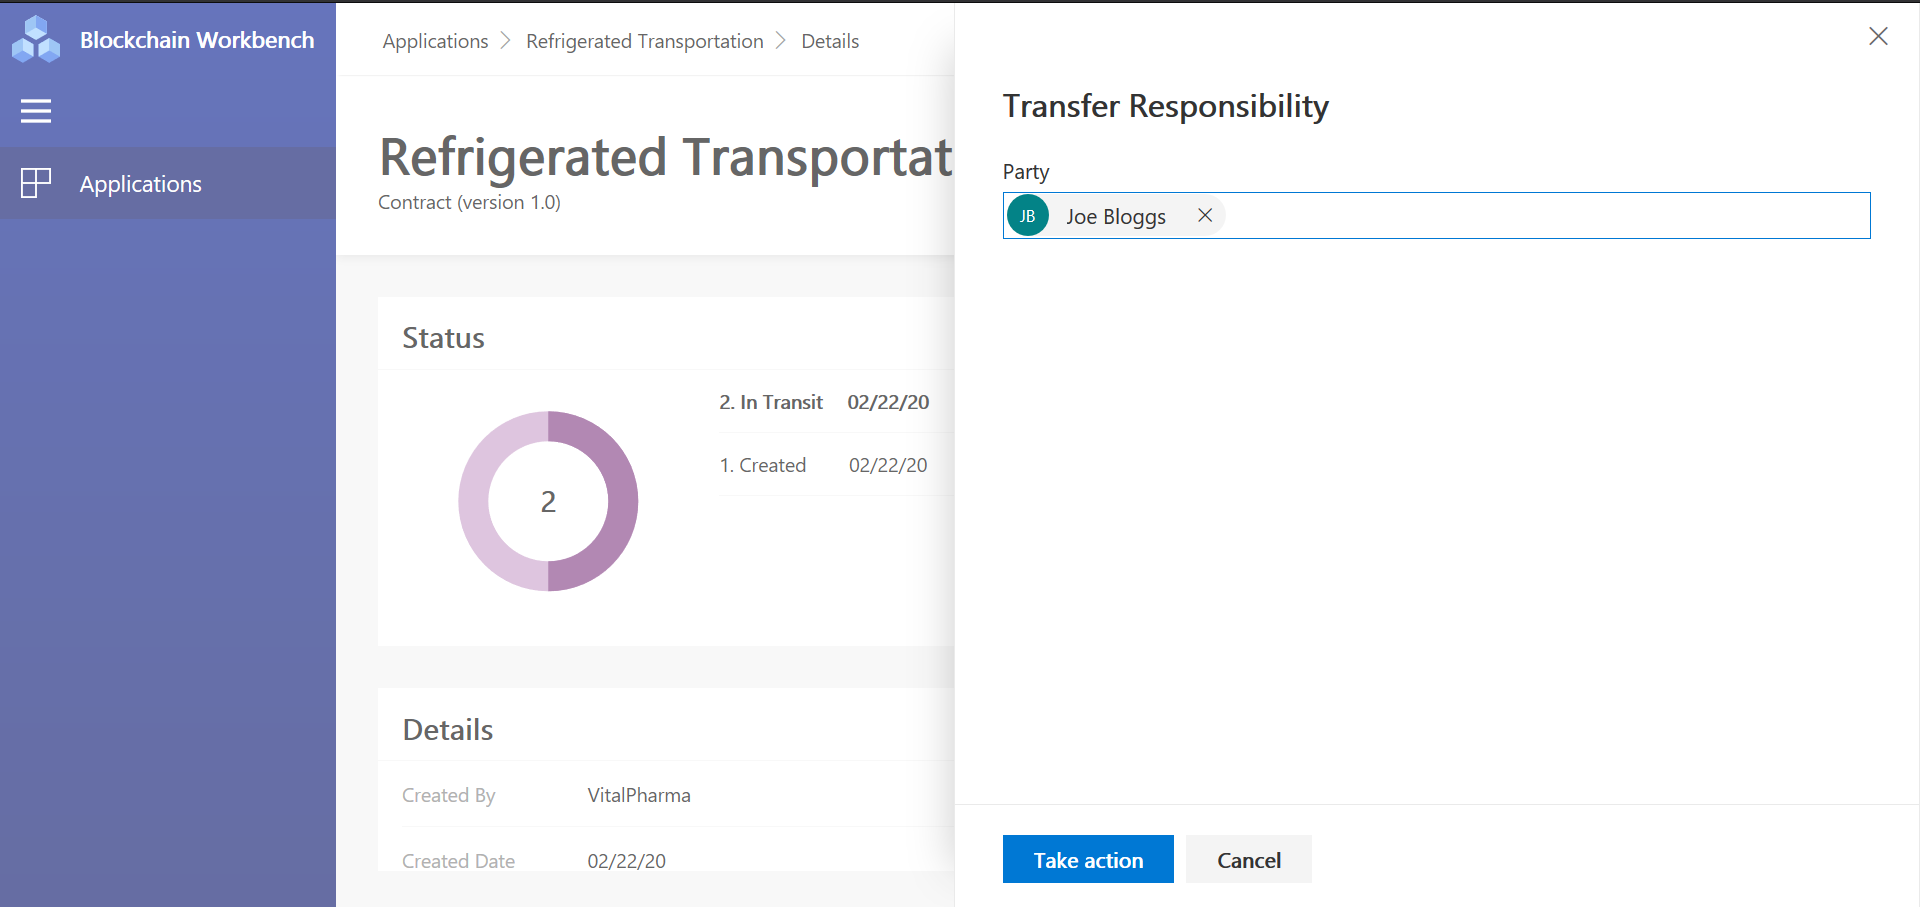 Blockchain Workbench
Applications
Applications > Refrigerated Transportation > Details
Refrigerated Transportat
Contract (version 1.0)
Status
2
2. In Transit 02/22/20
1. Created 02/22/20
Details
Created By VitalPharma
Created Date 02/22/20
Transfer Responsibility
Party
JB Joe Bloggs
Take action Cancel